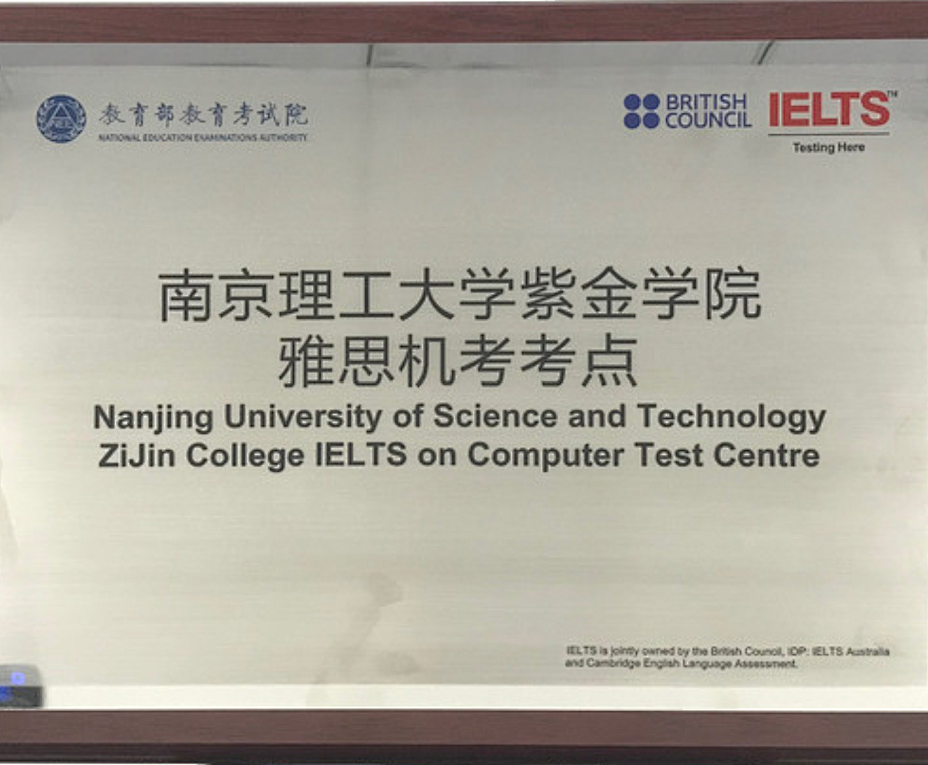 教育部教育考试院
NATIONAL EDUCATION EXAMINATIONS AUTHORITY
BRITISH
COUNCIL
IELTS™
Testing Here
南京理工大学紫金学院
雅思机考考点
Nanjing University of Science and Technology
ZiJin College IELTS on Computer Test Centre
IELTS is jointly owned by the British Council, IDP: IELTS Australia
and Cambridge English Language Assessment.